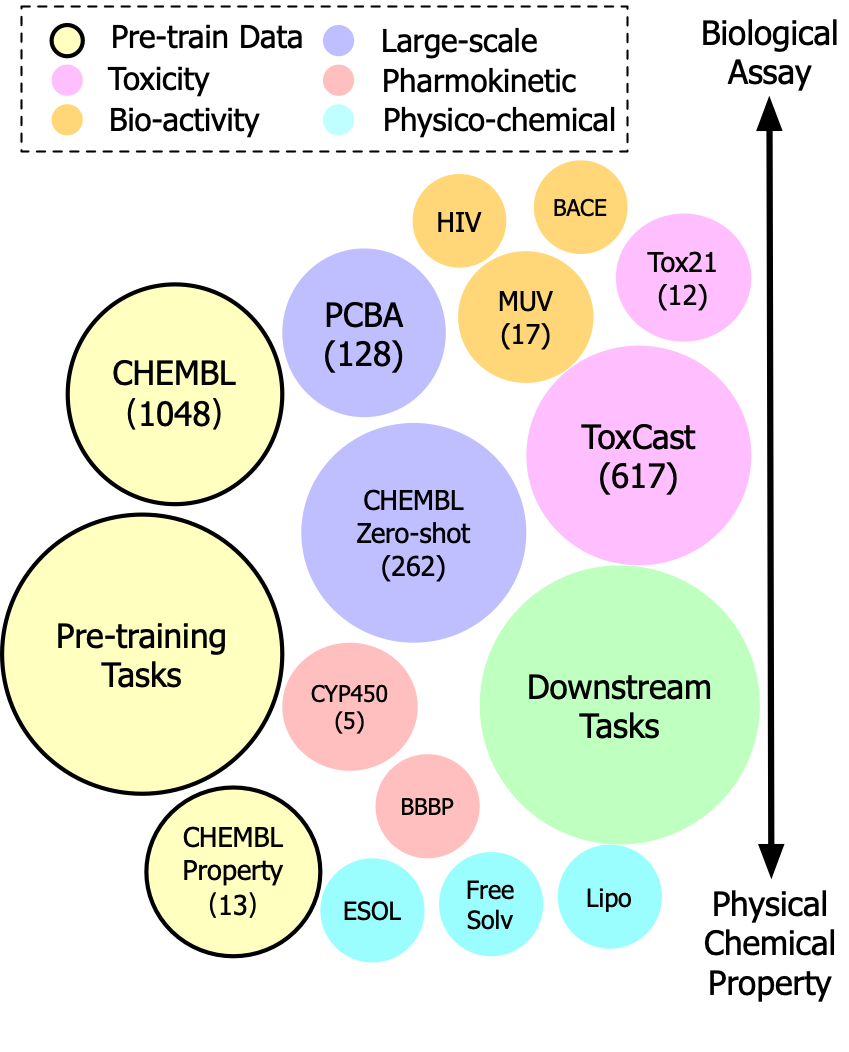 Pre-train Data
Large-scale
Toxicity
Pharmokinetic
Bio-activity
Physico-chemical
Biological
Assay
HIV
BACE
Tox21
(12)
PCBA
(128)
MUV
(17)
CHEMBL
(1048)
ToxCast
(617)
CHEMBL
Zero-shot
(262)
Pre-training
Tasks
CYP450
(5)
Downstream
Tasks
BBBP
CHEMBL
Property
(13)
ESOL
Free
Solv
Lipo
Physical
Chemical
Property